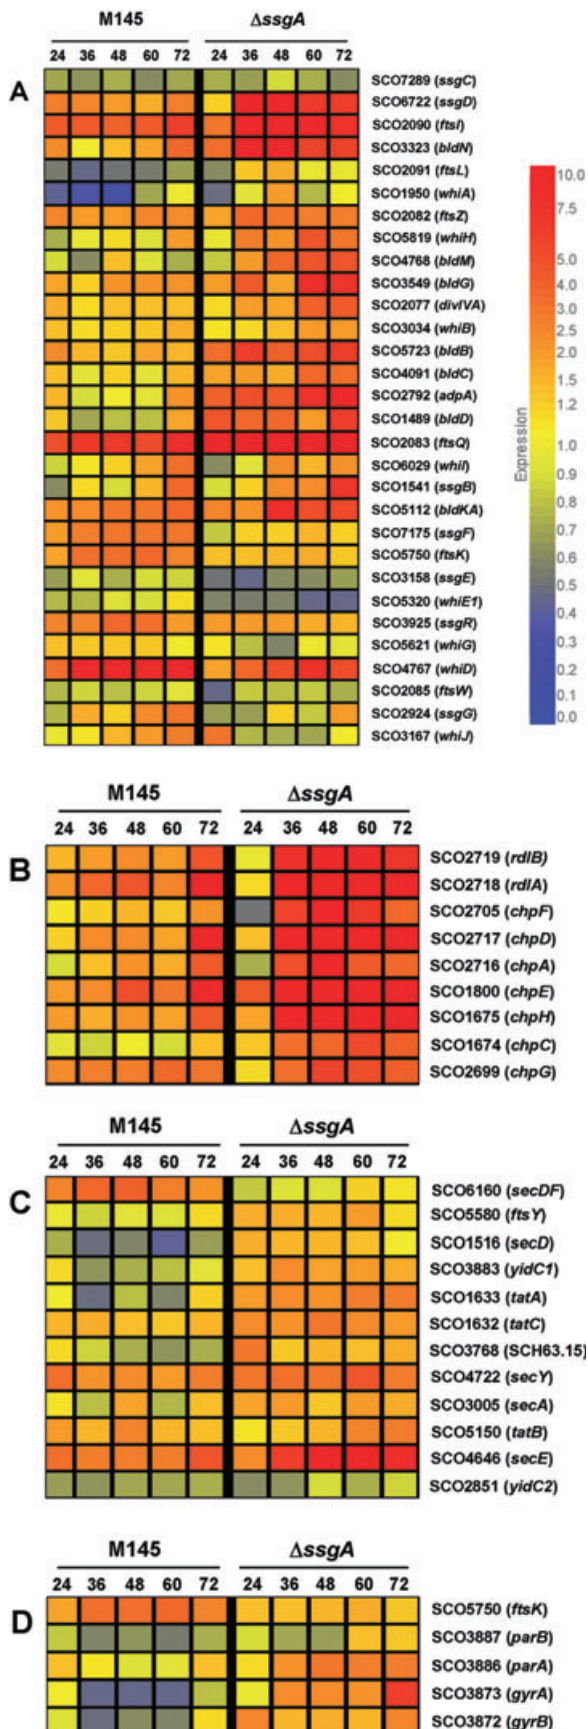 M145 ΔssgA
24 36 48 60 72 24 36 48 60 72
A
SCO7289 (ssgC)
SCO6722 (ssgD)
SCO2090 (ftsI)
SCO3323 (bldN)
SCO2091 (ftsL)
SCO1950 (whiA)
SCO2082 (ftsZ)
SCO5819 (whiH)
SCO4768 (bldM)
SCO3549 (bldG)
SCO2077 (divIVA)
SCO3034 (whiB)
SCO5723 (bldB)
SCO4091 (bldC)
SCO2792 (adpA)
SCO1489 (bldD)
SCO2083 (ftsQ)
SCO6029 (whiI)
SCO1541 (ssgB)
SCO5112 (bldKA)
SCO7175 (ssgF)
SCO5750 (ftsK)
SCO3158 (ssgE)
SCO5320 (whiE1)
SCO3925 (ssgR)
SCO5621 (whiG)
SCO4767 (whiD)
SCO2085 (ftsW)
SCO2924 (ssgG)
SCO3167 (whiJ)
Expression
10.0
7.5
5.0
4.0
3.0
2.5
2.0
1.5
1.2
1.0
0.9
0.8
0.7
0.6
0.5
0.4
0.3
0.2
0.1
0.0
M145 ΔssgA
24 36 48 60 72 24 36 48 60 72
B
SCO2719 (rdlB)
SCO2718 (rdlA)
SCO2705 (chpF)
SCO2717 (chpD)
SCO2716 (chpA)
SCO1800 (chpE)
SCO1675 (chpH)
SCO1674 (chpC)
SCO2699 (chpG)
M145 ΔssgA
24 36 48 60 72 24 36 48 60 72
C
SCO6160 (secDF)
SCO5580 (ftsY)
SCO1516 (secD)
SCO3883 (yidC1)
SCO1633 (tatA)
SCO1632 (tatC)
SCO3768 (SCH63.15)
SCO4722 (secY)
SCO3005 (secA)
SCO5150 (tatB)
SCO4646 (secE)
SCO2851 (yidC2)
M145 ΔssgA
24 36 48 60 72 24 36 48 60 72
D
SCO5750 (ftsK)
SCO3887 (parB)
SCO3886 (parA)
SCO3873 (gyrA)
SCO3872 (gyrB)